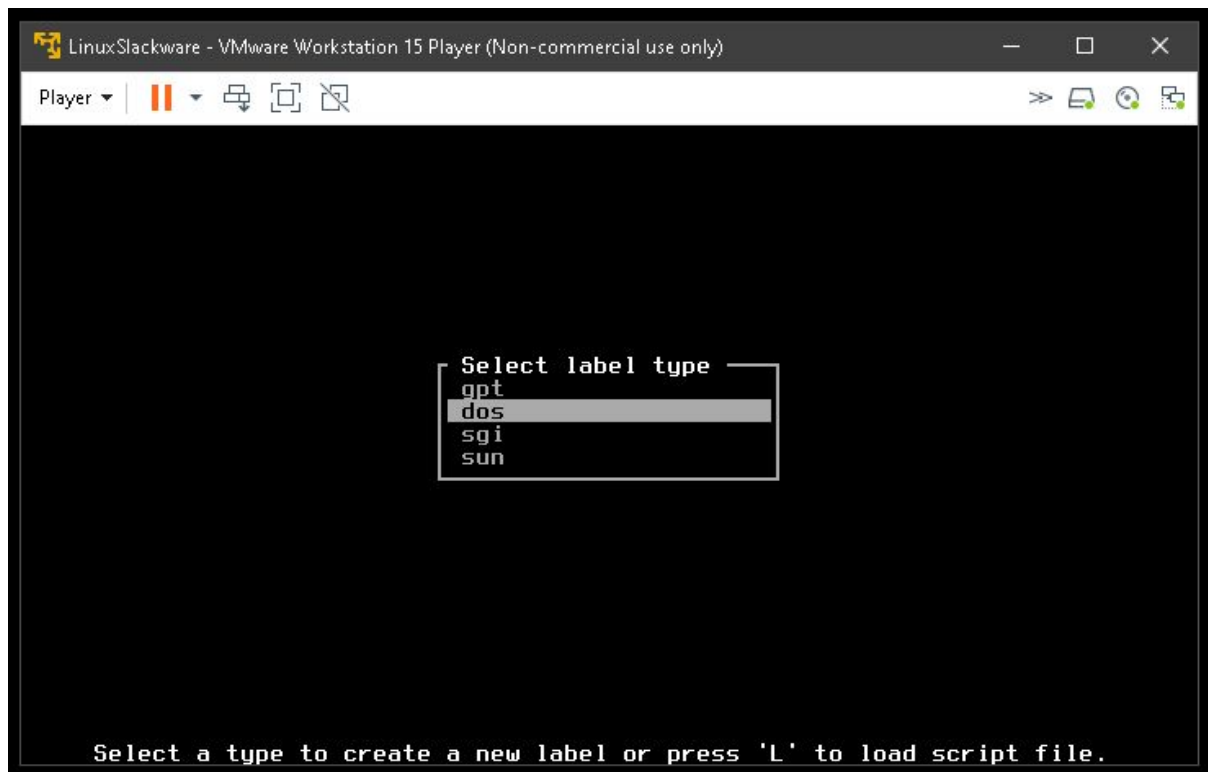 LinuxSlackware - VMware Workstation 15 Player (Non-commercial use only)
Player
Select label type
gpt
dos
sgi
sun
Select a type to create a new label or press 'L' to load script file.